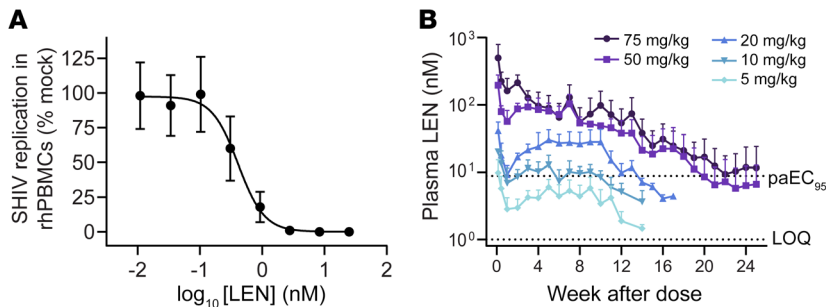 A
SHIV replication in
rhPBMCs (% mock)
125
100
75
50
25
0
-2
-1
0
1
2
log10 [LEN] (nM)
B
Plasma LEN (nM)
10³
10²
10¹
10⁰
75 mg/kg
50 mg/kg
20 mg/kg
10 mg/kg
5 mg/kg
paEC95
LOQ
0
4
8
12
16
20
24
Week after dose